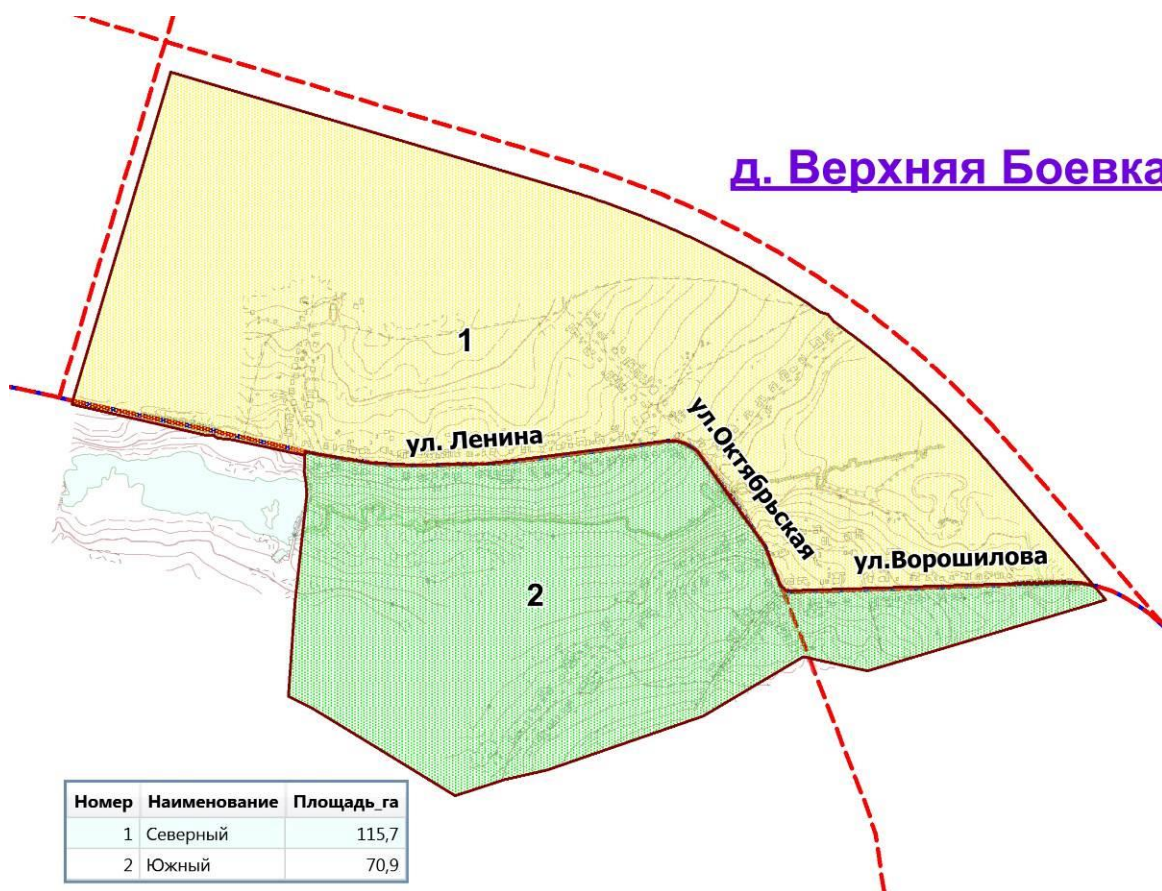 д. Верхняя Боевка
1
ул. Ленина
ул.Октябрьская
ул.Ворошилова
2
Номер Наименование Площадь_га
1 Северный 115,7
2 Южный 70,9